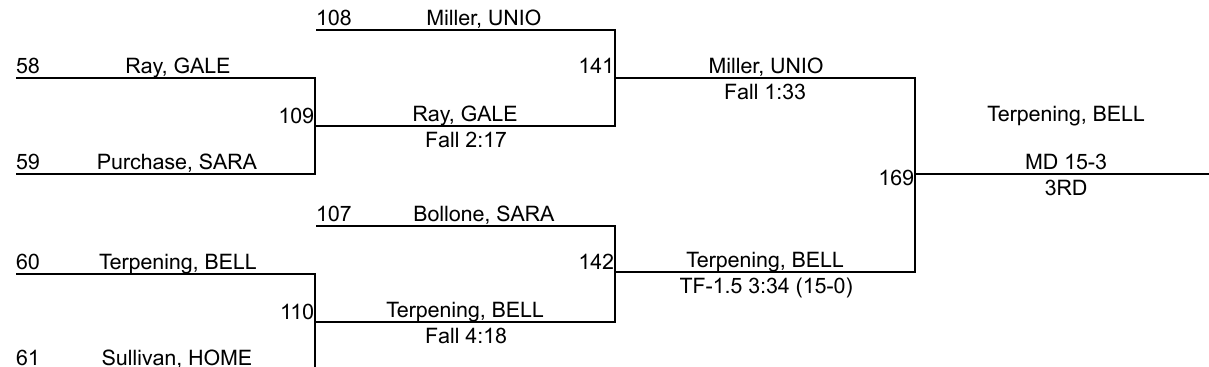 108 Miller, UNIO
58 Ray, GALE
141 Miller, UNIO
Fall 1:33
109 Ray, GALE
Fall 2:17
Terpening, BELL
59 Purchase, SARA
MD 15-3
169
3RD
107 Bollone, SARA
60 Terpening, BELL
142 Terpening, BELL
TF-1.5 3:34 (15-0)
110 Terpening, BELL
Fall 4:18
61 Sullivan, HOME